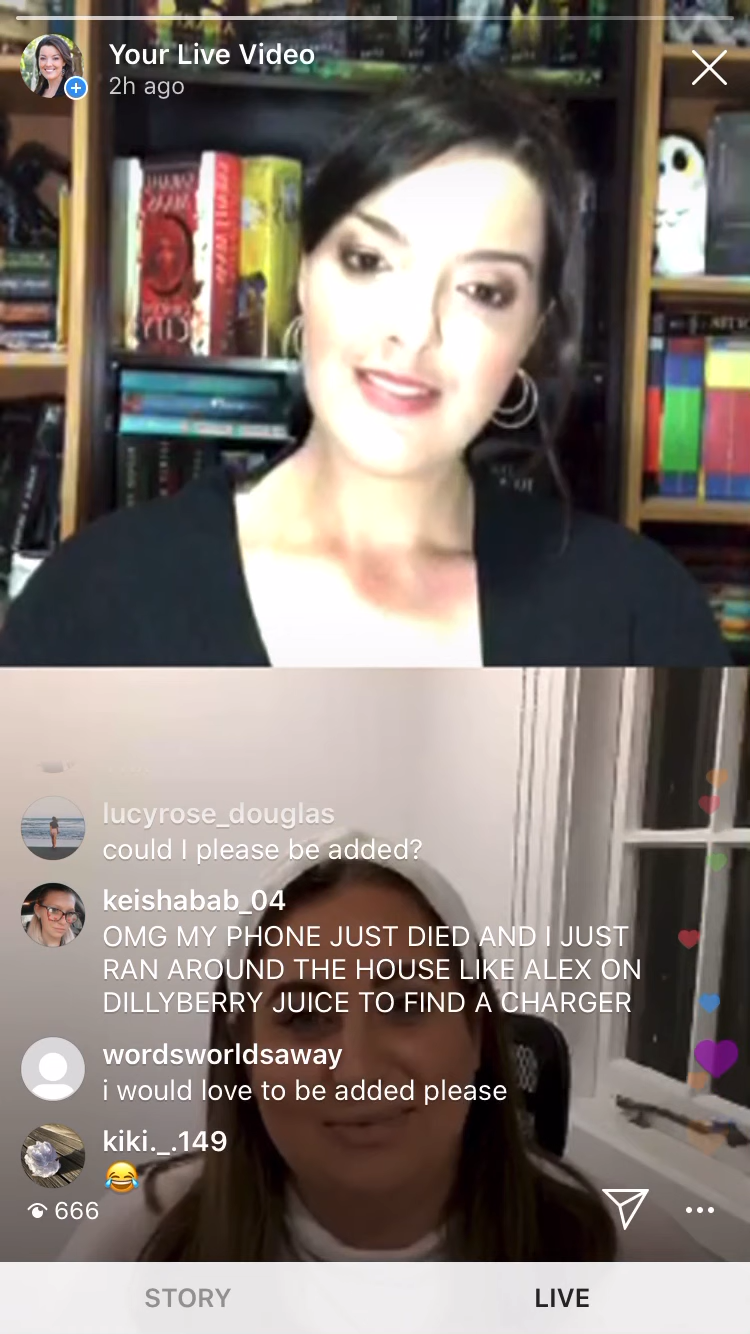 Your Live Video
2h ago
lucyrose_douglas
could I please be added?
keishabab_04
OMG MY PHONE JUST DIED AND I JUST
RAN AROUND THE HOUSE LIKE ALEX ON
DILLYBERRY JUICE TO FIND A CHARGER
wordsworldsaway
i would love to be added please
kiki._.149
😂
666
STORY
LIVE